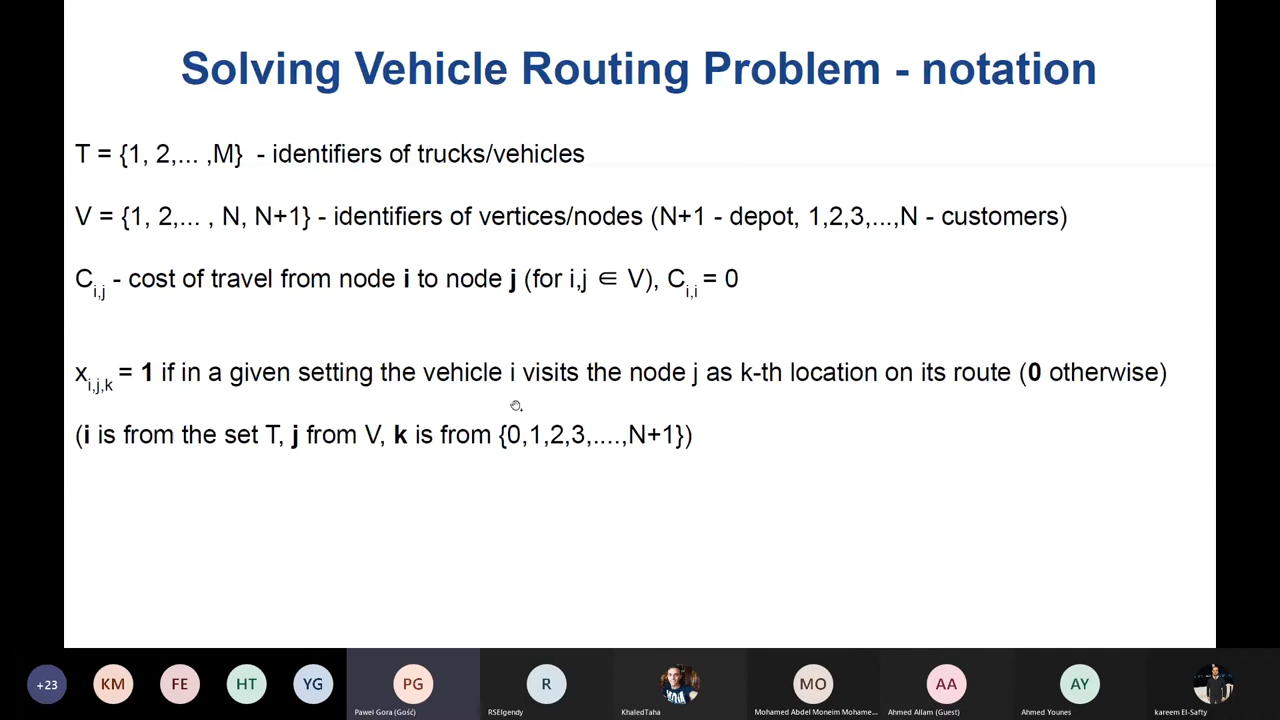 Solving Vehicle Routing Problem - notation
T = {1, 2,... ,M} - identifiers of trucks/vehicles
V = {1, 2,... , N, N+1} - identifiers of vertices/nodes (N+1 - depot, 1,2,3,...,N - customers)
C i,j - cost of travel from node i to node j (for i,j ∈ V), C i,i = 0
x i,j,k = 1 if in a given setting the vehicle i visits the node j as k-th location on its route (0 otherwise)
(i is from the set T, j from V, k is from {0,1,2,3,....,N+1})
+23 KM FE HT YG PG R MO AA AY
Paweł Gora (Gość) RSElgendy KhaledTaha Mohamed Abdel Moneim Mohame... Ahmed Allam (Guest) Ahmed Younes kareem El-Safty